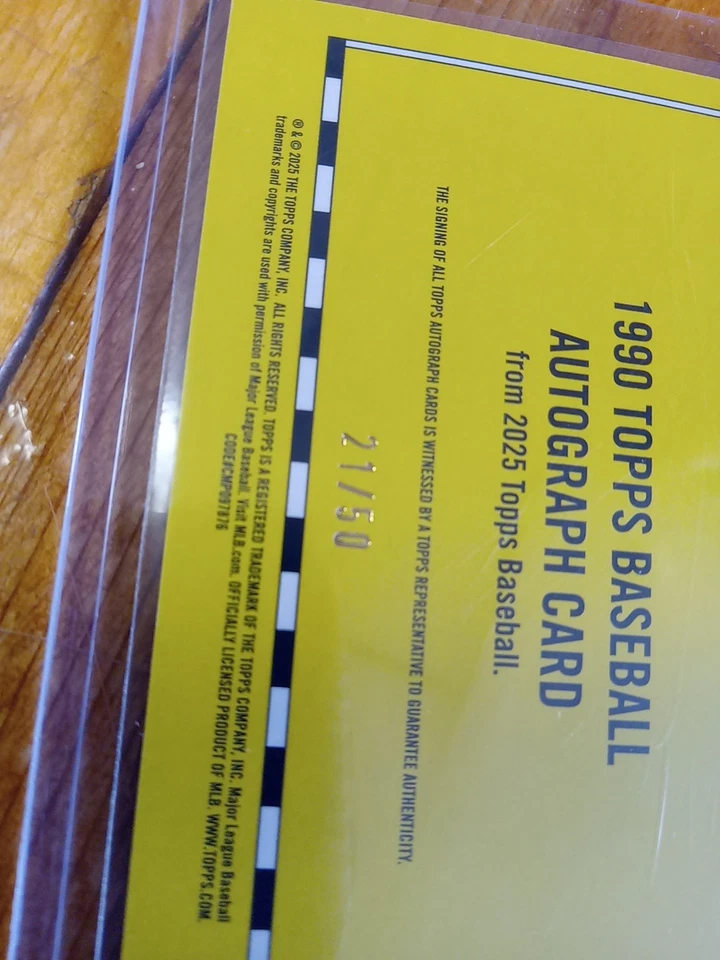 1990 TOPPS BASEBALL
AUTOGRAPH CARD
from 2025 Topps Baseball.
THE SIGNING OF ALL TOPPS AUTOGRAPH CARDS IS WITNESSED BY A TOPPS REPRESENTATIVE TO GUARANTEE AUTHENTICITY.
21/50
® & © 2025 THE TOPPS COMPANY, INC. ALL RIGHTS RESERVED. TOPPS IS A REGISTERED TRADEMARK OF THE TOPPS COMPANY, INC. Major League Baseball
trademarks and copyrights are used with permission of Major League Baseball. Visit MLB.com. OFFICIALLY LICENSED PRODUCT OF MLB. WWW.TOPPS.COM.
CODE#CMP097876